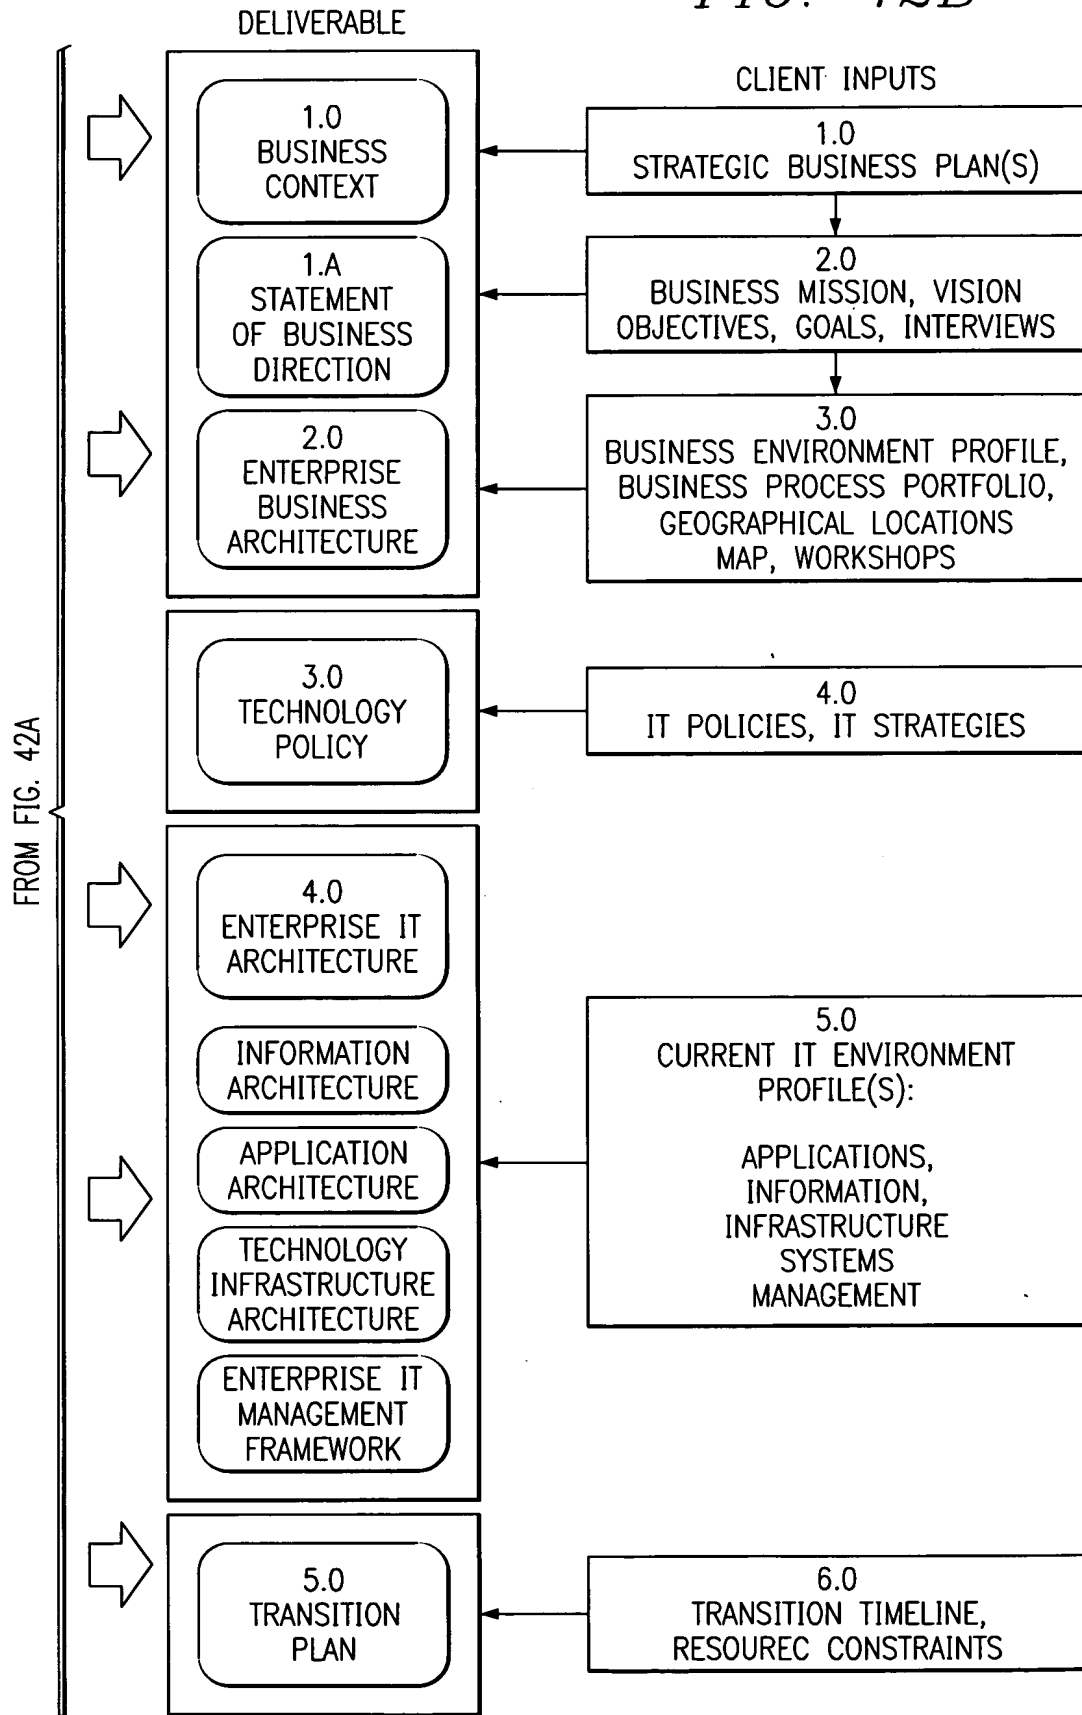 FIG. 42B
DELIVERABLE
CLIENT INPUTS
1.0
BUSINESS
CONTEXT
1.0
STRATEGIC BUSINESS PLAN(S)
1.A
STATEMENT
OF BUSINESS
DIRECTION
2.0
BUSINESS MISSION, VISION
OBJECTIVES, GOALS, INTERVIEWS
2.0
ENTERPRISE
BUSINESS
ARCHITECTURE
3.0
BUSINESS ENVIRONMENT PROFILE,
BUSINESS PROCESS PORTFOLIO,
GEOGRAPHICAL LOCATIONS
MAP, WORKSHOPS
3.0
TECHNOLOGY
POLICY
4.0
IT POLICIES, IT STRATEGIES
FROM FIG. 42A
4.0
ENTERPRISE IT
ARCHITECTURE
INFORMATION
ARCHITECTURE
APPLICATION
ARCHITECTURE
TECHNOLOGY
INFRASTRUCTURE
ARCHITECTURE
ENTERPRISE IT
MANAGEMENT
FRAMEWORK
5.0
CURRENT IT ENVIRONMENT
PROFILE(S):
APPLICATIONS,
INFORMATION,
INFRASTRUCTURE
SYSTEMS
MANAGEMENT
5.0
TRANSITION
PLAN
6.0
TRANSITION TIMELINE,
RESOUREC CONSTRAINTS